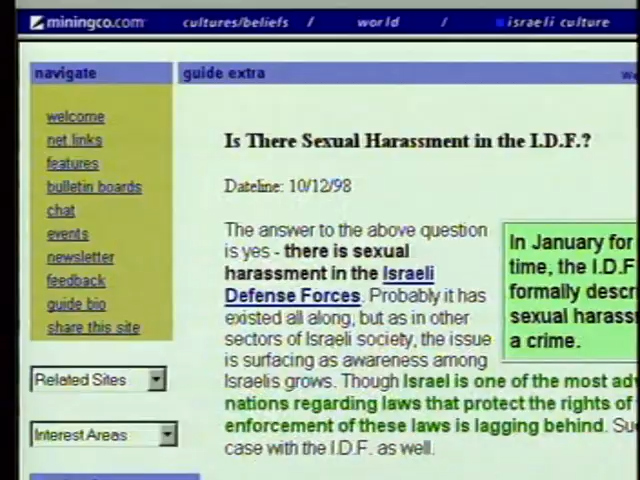 miningco.com cultures/beliefs / world / israeli culture
navigate
guide extra
welcome
net links
features
bulletin boards
chat
events
newsletter
feedback
guide bio
share this site
Related Sites
Interest Areas
Is There Sexual Harassment in the I.D.F.?
Dateline: 10/12/98
The answer to the above question
is yes - there is sexual
harassment in the Israeli
Defense Forces. Probably it has
existed all along, but as in other
sectors of Israeli society, the issue
is surfacing as awareness among
Israelis grows. Though Israel is one of the most
nations regarding laws that protect the rights of
enforcement of these laws is lagging behind.
case with the I.D.F. as well.
In January for
time, the I.D.F
formally
sexual
a crime.